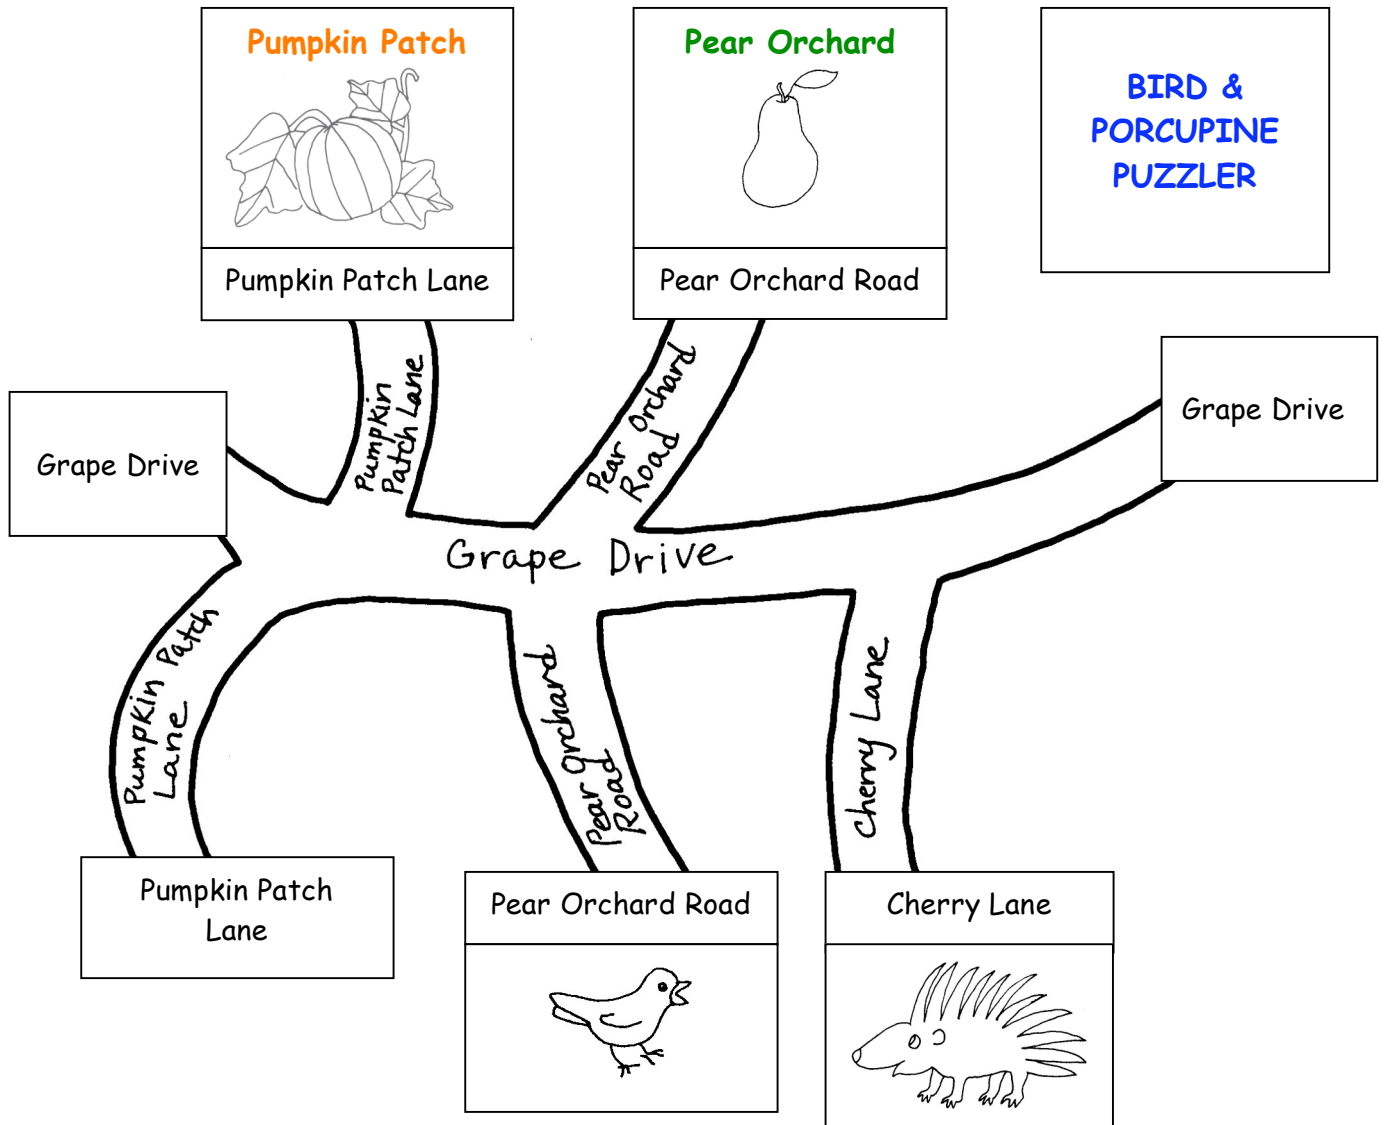 Pumpkin Patch
Pumpkin Patch Lane
Pear Orchard
Pear Orchard Road
BIRD &
PORCUPINE
PUZZLER
Grape Drive
Pumpkin
Patch Lane
Pear Orchard
Road
Grape Drive
Grape Drive
Pumpkin Patch
Lane
Pear Orchard
Pear Orchard
Road
Cherry Lane
Pumpkin Patch
Lane
Pear Orchard Road
Cherry Lane